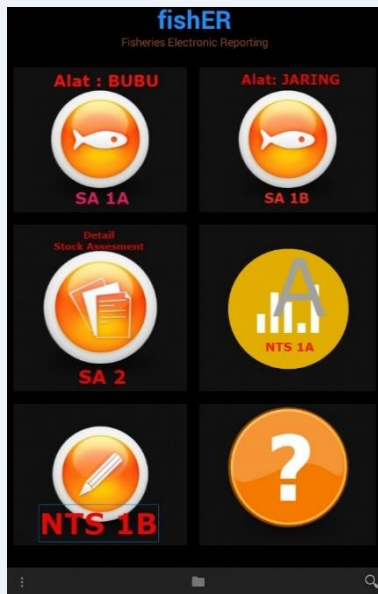 fishER
Fisheries Electronic Reporting
Alat : BUBU
SA 1A
Alat: JARING
SA 1B
Detail
Stock Assesment
SA 2
A
NTS 1A
NTS 1B
?